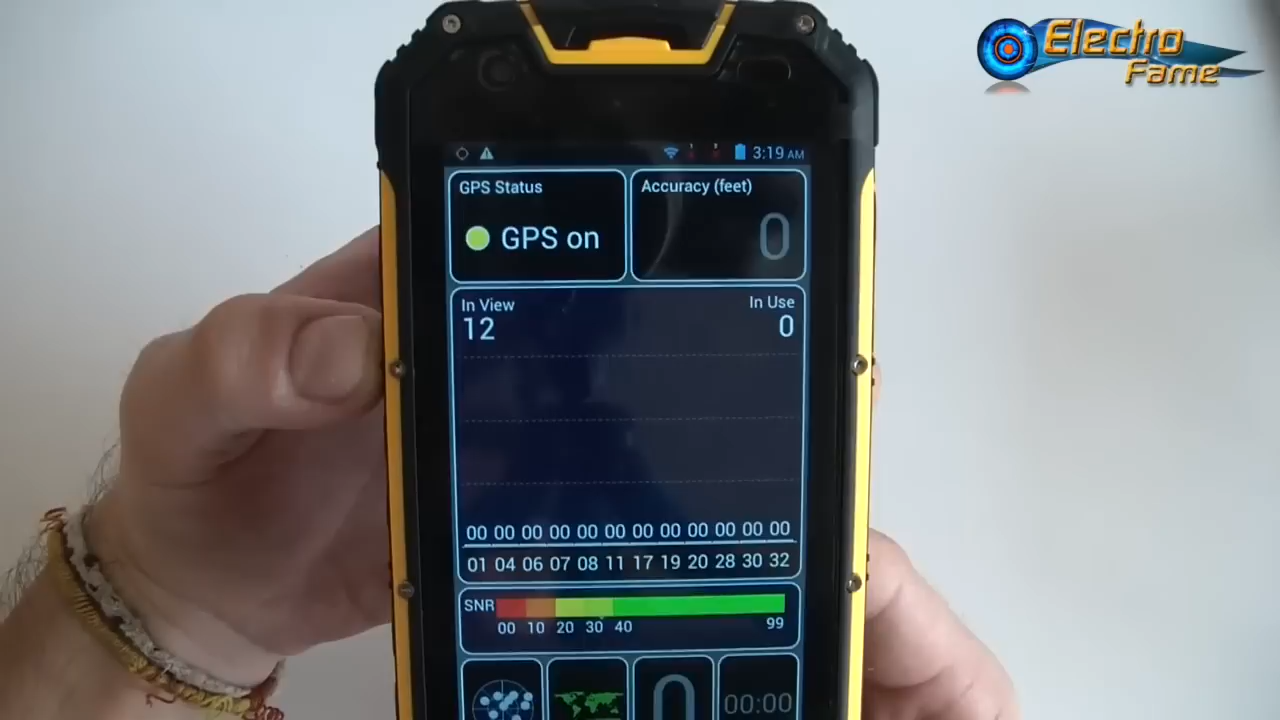 Electro
Fame
3:19 AM
GPS Status
Accuracy (feet)
GPS on
0
In View
In Use
12
0
00 00 00 00 00 00 00 00 00 00 00 00
01 04 06 07 08 11 17 19 20 28 30 32
SNR
00 10 20 30 40 99
0
00:00